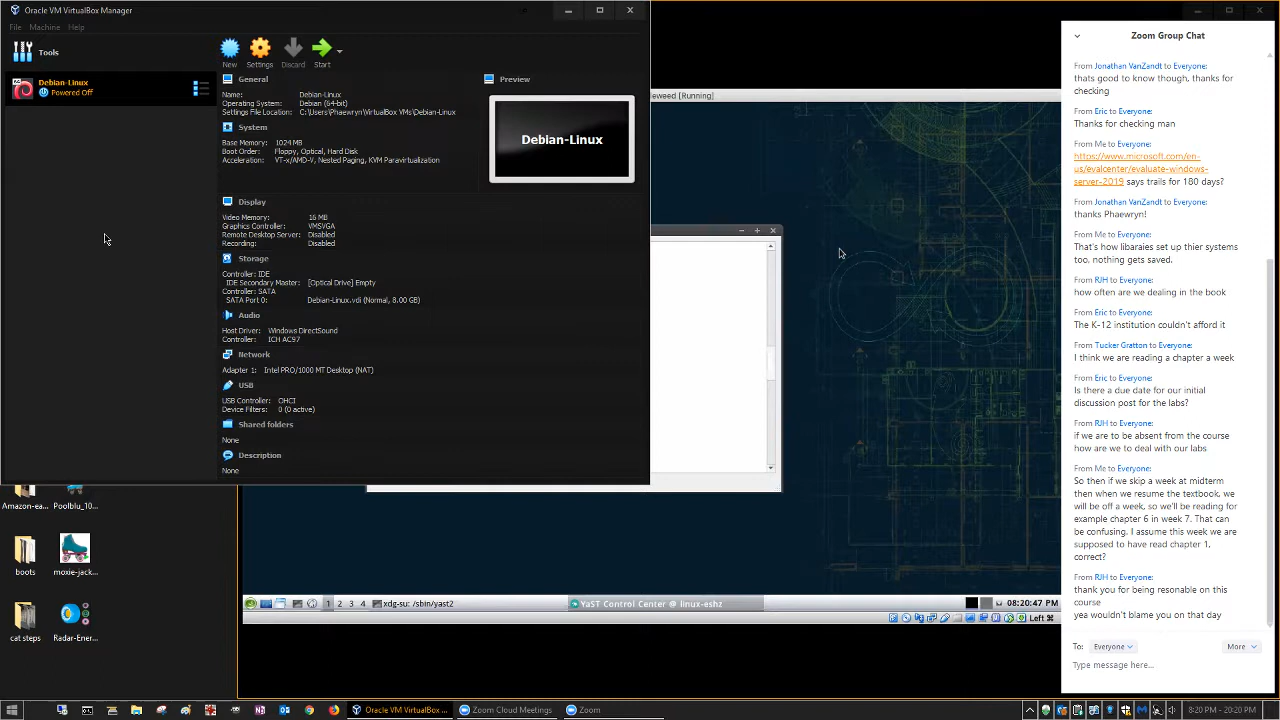 Oracle VM VirtualBox Manager
File Machine Help
Tools
New Settings Discard Start
Debian-Linux
Powered Off
General
Name: Debian-Linux
Operating System: Debian (64-bit)
Settings File Location: C:\Users\Phaewryn\VirtualBox VMs\Debian-Linux
System
Base Memory: 1024 MB
Boot Order: Floppy, Optical, Hard Disk
Acceleration: VT-x/AMD-V, Nested Paging, KVM Paravirtualization
Preview
Debian-Linux
Display
Video Memory: 16 MB
Graphics Controller: VMSVGA
Remote Desktop Server: Disabled
Recording: Disabled
Storage
Controller: IDE
IDE Secondary Master: [Optical Drive] Empty
Controller: SATA
SATA Port 0: Debian-Linux.vdi (Normal, 8.00 GB)
Audio
Host Driver: Windows DirectSound
Controller: ICH AC97
Network
Adapter 1: Intel PRO/1000 MT Desktop (NAT)
USB
USB Controller: OHCI
Device Filters: 0 (0 active)
Shared folders
None
Description
None
weed [Running]
Amazon-ea... Poolblu_10...
boots moxie-jack...
cat steps Radar-Ener...
1 2 3 4 xdg-su: /sbin/yast2 YaST Control Center @ linux-eshz 08:20:47 PM
Left ⌘
Zoom Group Chat
From Jonathan VanZandt to Everyone:
thats good to know though, thanks for
checking
From Eric to Everyone:
Thanks for checking man
From Me to Everyone:
https://www.microsoft.com/en-
us/evalcenter/evaluate-windows-
server-2019 says trails for 180 days?
From Jonathan VanZandt to Everyone:
thanks Phaewryn!
From Me to Everyone:
That's how libaraies set up thier systems
too, nothing gets saved.
From RJH to Everyone:
how often are we dealing in the book
From Eric to Everyone:
The K-12 institution couldn't afford it
From Tucker Gratton to Everyone:
I think we are reading a chapter a week
From Eric to Everyone:
Is there a due date for our initial
discussion post for the labs?
From RJH to Everyone:
if we are to be absent from the course
how are we to deal with our labs
From Me to Everyone:
So then if we skip a week at midterm
then when we resume the textbook, we
will be off a week, so we'll be reading for
example chapter 6 in week 7. That can
be confusing. I assume this week we are
supposed to have read chapter 1,
correct?
From RJH to Everyone:
thank you for being resonable on this
course
yea wouldn't blame you on that day
To: Everyone More
Type message here...
Oracle VM VirtualBox ... Zoom Cloud Meetings Zoom 8:20 PM - 20:20 PM